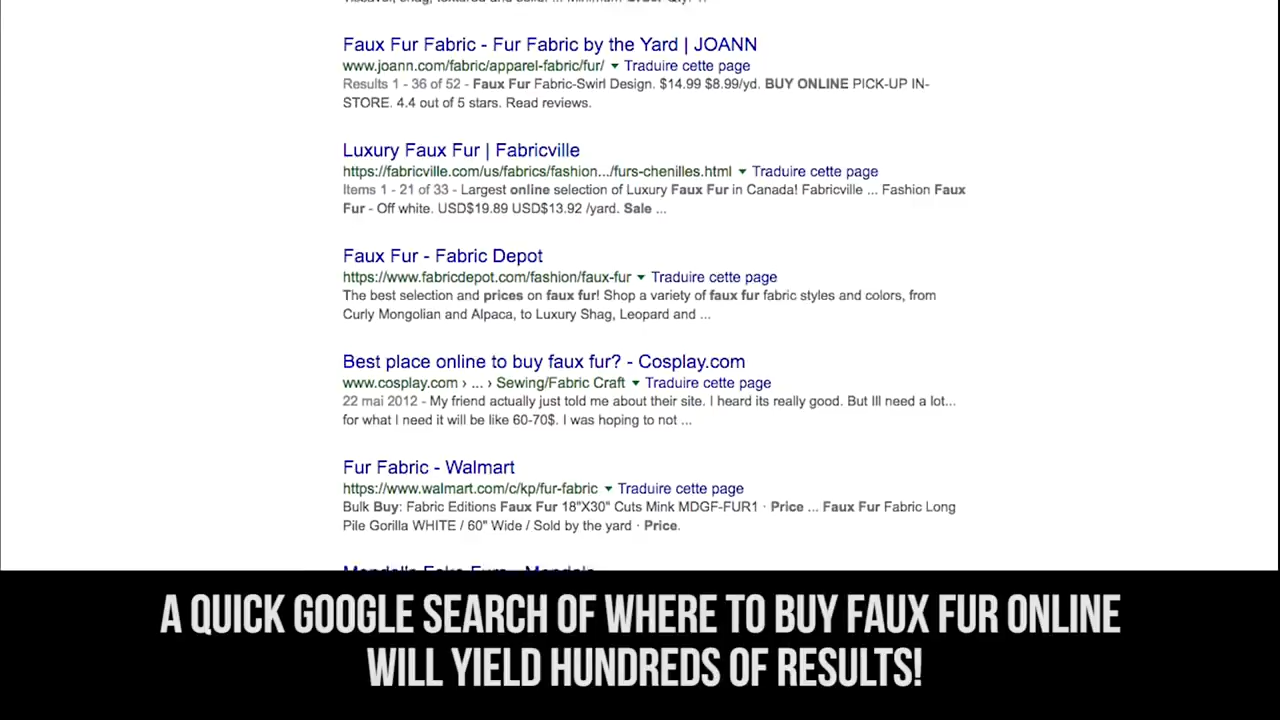 Faux Fur Fabric - Fur Fabric by the Yard | JOANN
www.joann.com/fabric/apparel-fabric/fur/ ▼ Traduire cette page
Results 1 - 36 of 52 - Faux Fur Fabric-Swirl Design. $14.99 $8.99/yd. BUY ONLINE PICK-UP IN-
STORE. 4.4 out of 5 stars. Read reviews.
Luxury Faux Fur | Fabricville
https://fabricville.com/us/fabrics/fashion.../furs-chenilles.html ▼ Traduire cette page
Items 1 - 21 of 33 - Largest online selection of Luxury Faux Fur in Canada! Fabricville ... Fashion Faux
Fur - Off white. USD$19.89 USD$13.92 /yard. Sale ...
Faux Fur - Fabric Depot
https://www.fabricdepot.com/fashion/faux-fur ▼ Traduire cette page
The best selection and prices on faux fur! Shop a variety of faux fur fabric styles and colors, from
Curly Mongolian and Alpaca, to Luxury Shag, Leopard and ...
Best place online to buy faux fur? - Cosplay.com
www.cosplay.com › ... › Sewing/Fabric Craft ▼ Traduire cette page
22 mai 2012 - My friend actually just told me about their site. I heard its really good. But Ill need a lot...
for what I need it will be like 60-70$. I was hoping to not ...
Fur Fabric - Walmart
https://www.walmart.com/c/kp/fur-fabric ▼ Traduire cette page
Bulk Buy: Fabric Editions Faux Fur 18"X30" Cuts Mink MDGF-FUR1 · Price ... Faux Fur Fabric Long
Pile Gorilla WHITE / 60" Wide / Sold by the yard · Price.
A QUICK GOOGLE SEARCH OF WHERE TO BUY FAUX FUR ONLINE
WILL YIELD HUNDREDS OF RESULTS!